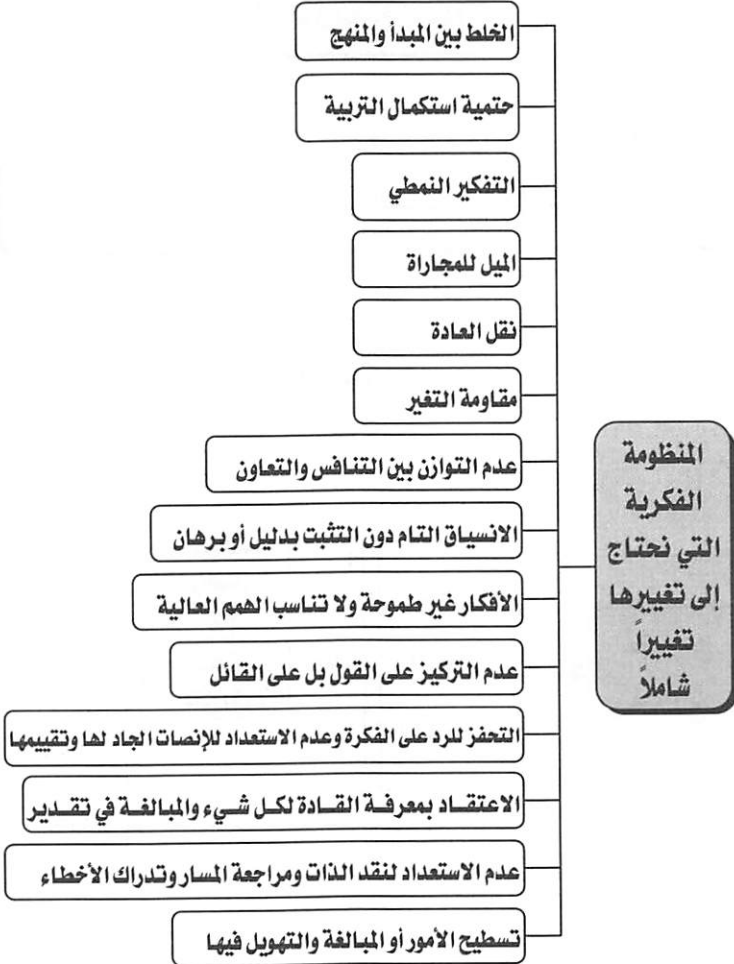 المنظومة
الفكرية
التي نحتاج
إلى تغييرها
تغييراً
شاملاً
الخلط بين المبدأ والمنهج
حتمية استكمال التربية
التفكير النمطي
الميل للمجاراة
نقل العادة
مقاومة التغير
عدم التوازن بين التنافس والتعاون
الانسياق التام دون التثبت بدليل أو برهان
الأفكار غير طموحة ولا تناسب الهمم العالية
عدم التركيز على القول بل على القائل
التحفز للرد على الفكرة وعدم الاستعداد للإنصات الجاد لها وتقييمها
الاعتقاد بمعرفة القادة لكل شيء والمبالغة في تقدير
عدم الاستعداد لنقد الذات ومراجعة المسار وتدراك الأخطاء
تسطيح الأمور أو المبالغة والتهويل فيها